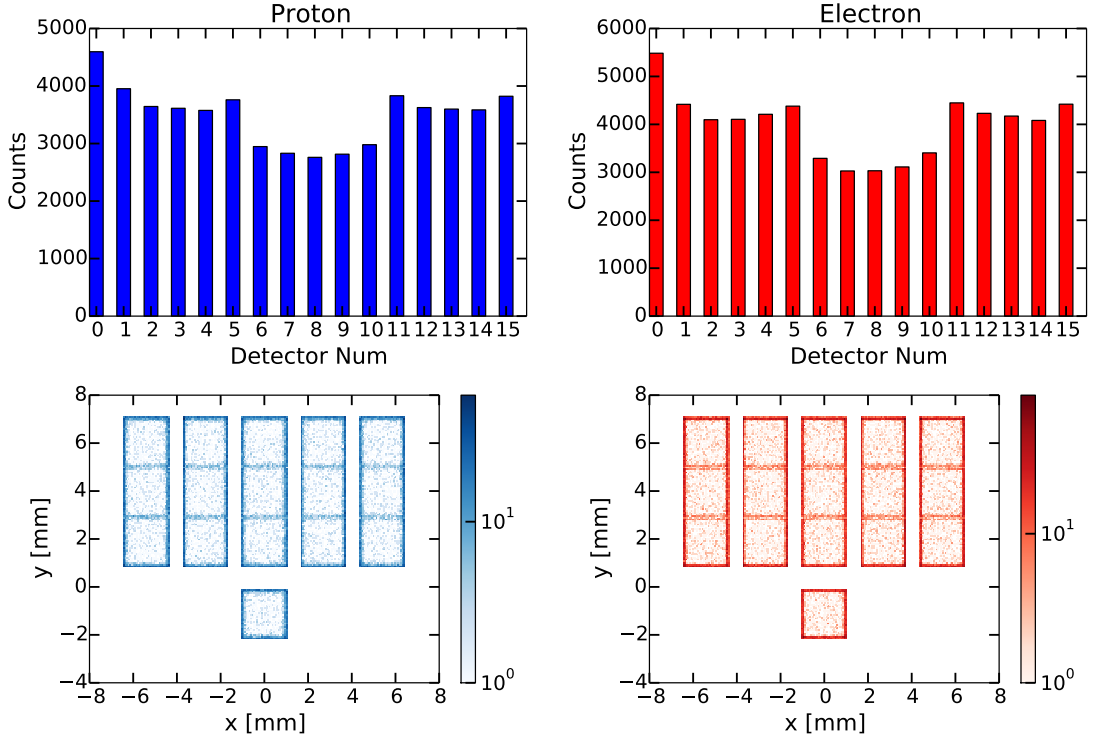 Proton
Electron
5000
4000
3000
2000
1000
0
Counts
0 1 2 3 4 5 6 7 8 9 10 11 12 13 14 15
Detector Num
6000
5000
4000
3000
2000
1000
0
Counts
0 1 2 3 4 5 6 7 8 9 10 11 12 13 14 15
Detector Num
8
6
4
2
0
−2
−4
y [mm]
−8 −6 −4 −2 0 2 4 6 8
x [mm]
10¹
10⁰
8
6
4
2
0
−2
−4
y [mm]
−8 −6 −4 −2 0 2 4 6 8
x [mm]
10¹
10⁰